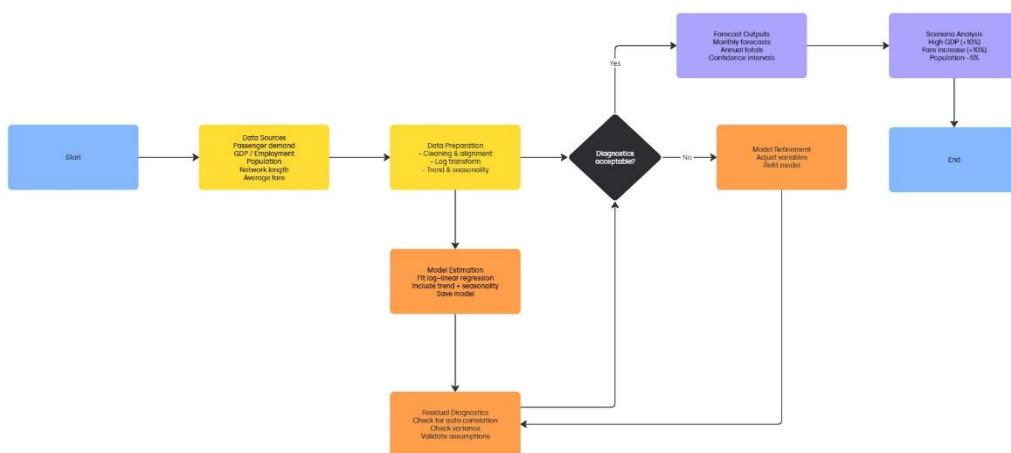 Start
Data Sources
Passenger demand
GDP / Employment
Population
Network length
Average fare
Data Preparation
- Cleaning & alignment
- Log transform
- Trend & seasonality
Diagnostics
acceptable?
Yes
No
Forecast Outputs
Monthly forecasts
Annual totals
Confidence intervals
Scenario Analysis
High GDP (+10%)
Fare Increase (+10%)
Population -5%
End
Model Refinement
Adjust variables
Refit model
Model Estimation
Fit log-linear regression
Include trend + seasonality
Save model
Residual Diagnostics
Check for auto correlation
Check variance
Validate assumptions